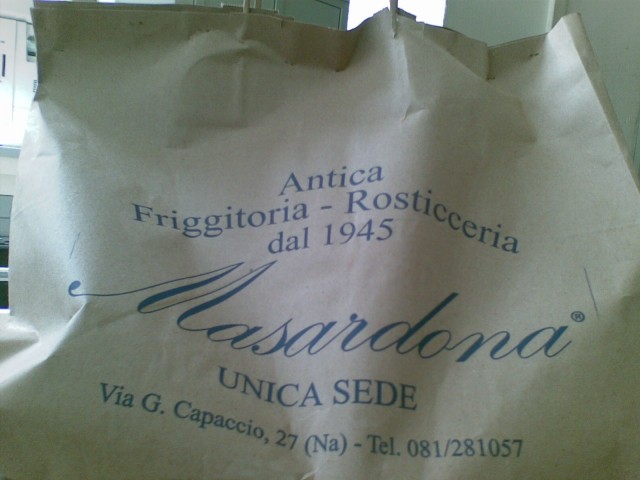 Antica
Friggitoria - Rosticceria
dal 1945
Masardona®
UNICA SEDE
Via G. Capaccio, 27 (Na) - Tel. 081/281057